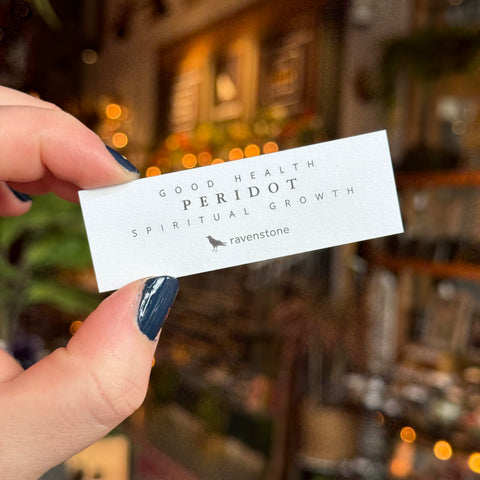 GOOD HEALTH
PERIDOT
SPIRITUAL GROWTH
ravenstone